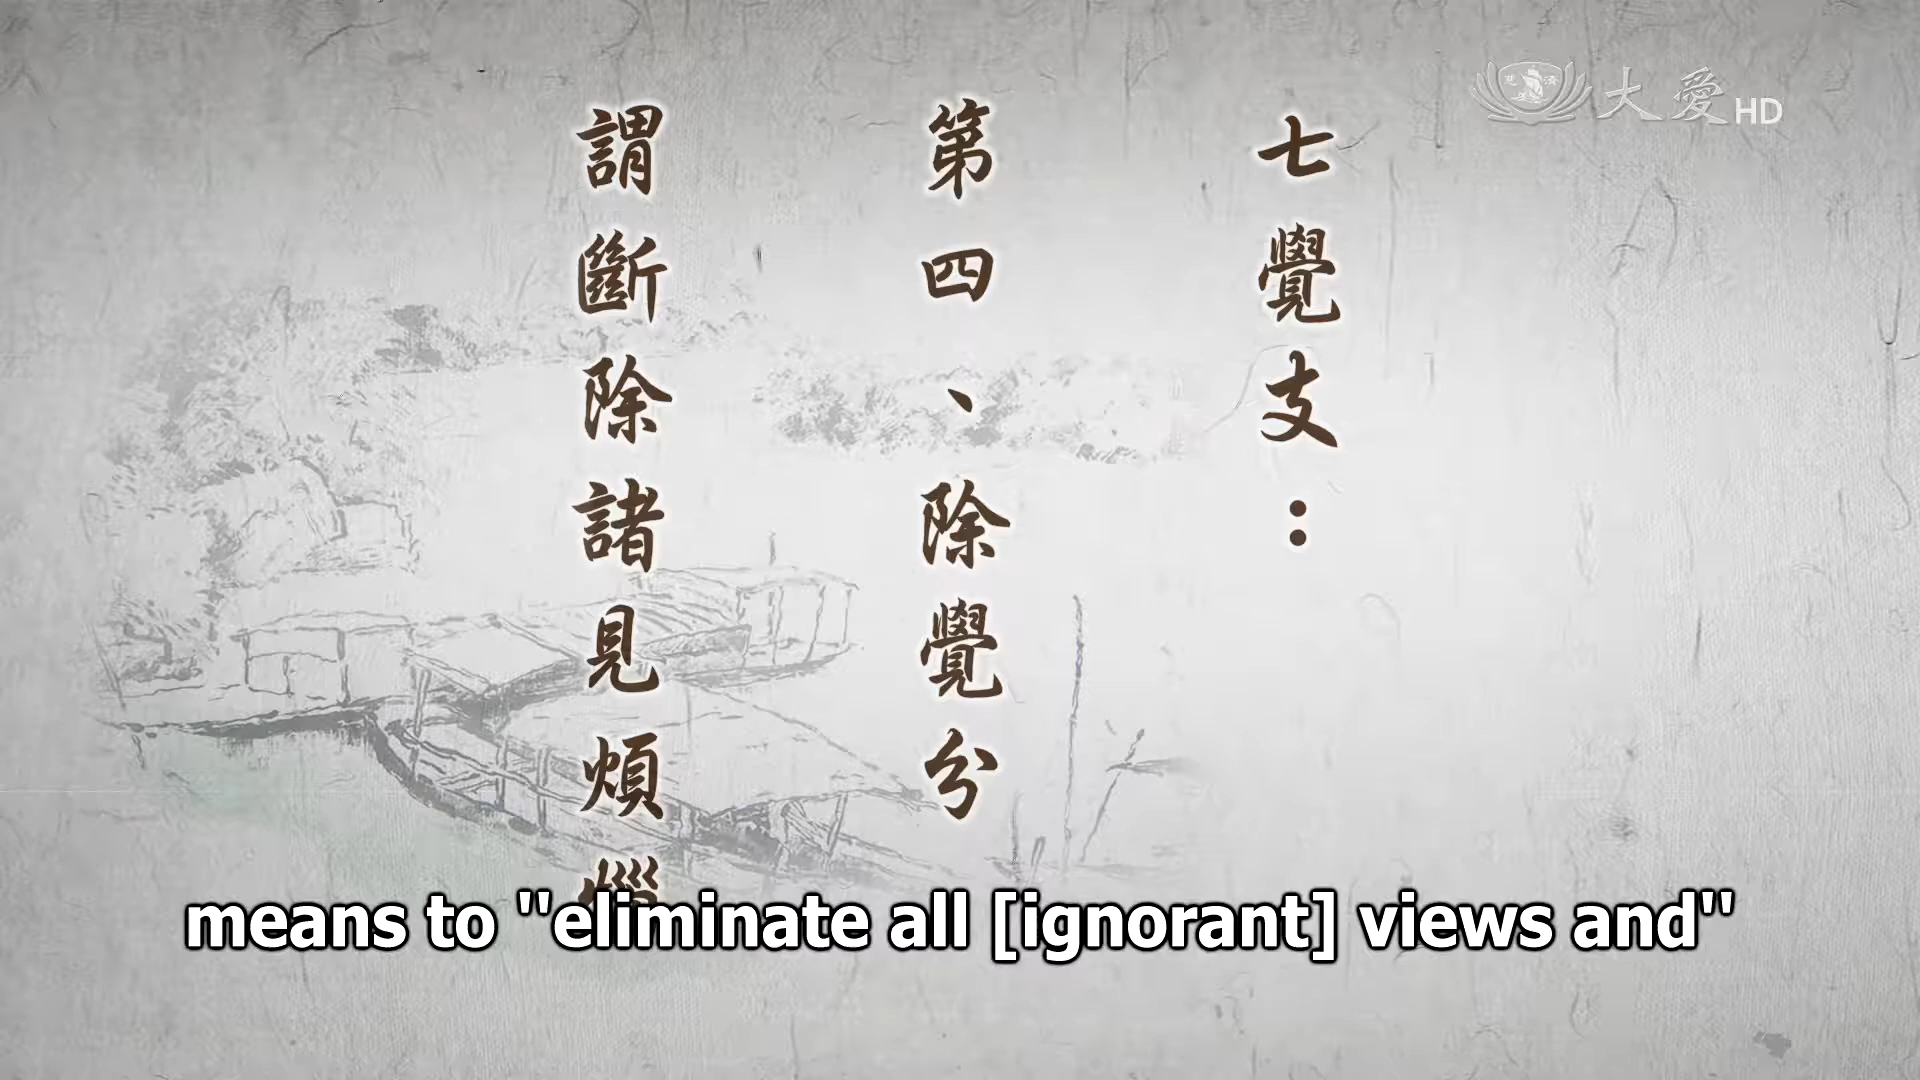 七覺支：
第四、除覺分
謂斷除諸見煩惱
大愛HD
means to "eliminate all [ignorant] views and"